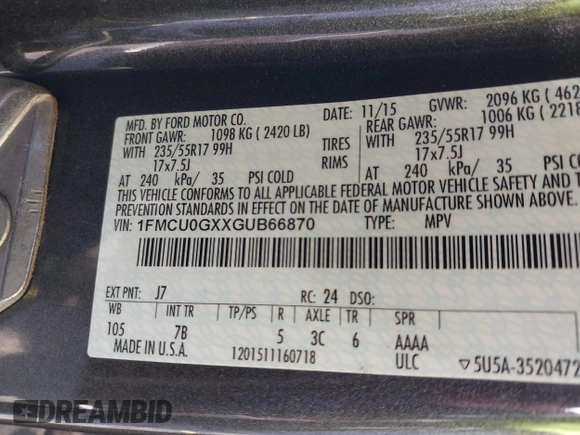 MFD. BY FORD MOTOR CO.
DATE: 11/15 GVWR: 2096 KG ( 462
FRONT GAWR: 1098 KG ( 2420 LB) REAR GAWR: 1006 KG ( 2218
WITH 235/55R17 99H TIRES WITH 235/55R17 99H
17x7.5J RIMS 17x7.5J
AT 240 kPa/ 35 PSI COLD AT 240 kPa/ 35 PSI CO
THIS VEHICLE CONFORMS TO ALL APPLICABLE FEDERAL MOTOR VEHICLE SAFETY AND T
PREVENTION STANDARDS IN EFFECT ON THE DATE OF MANUFACTURE SHOWN ABOVE.
VIN: 1FMCU0GXXGUB66870 TYPE: MPV
EXT PNT: J7 RC: 24 DSO:
WB INT TR TP/PS R AXLE TR SPR
105 7B 5 3C 6 AAAA
MADE IN U.S.A. 1201511160718 ULC ▽5U5A-3520472
DREAMBID